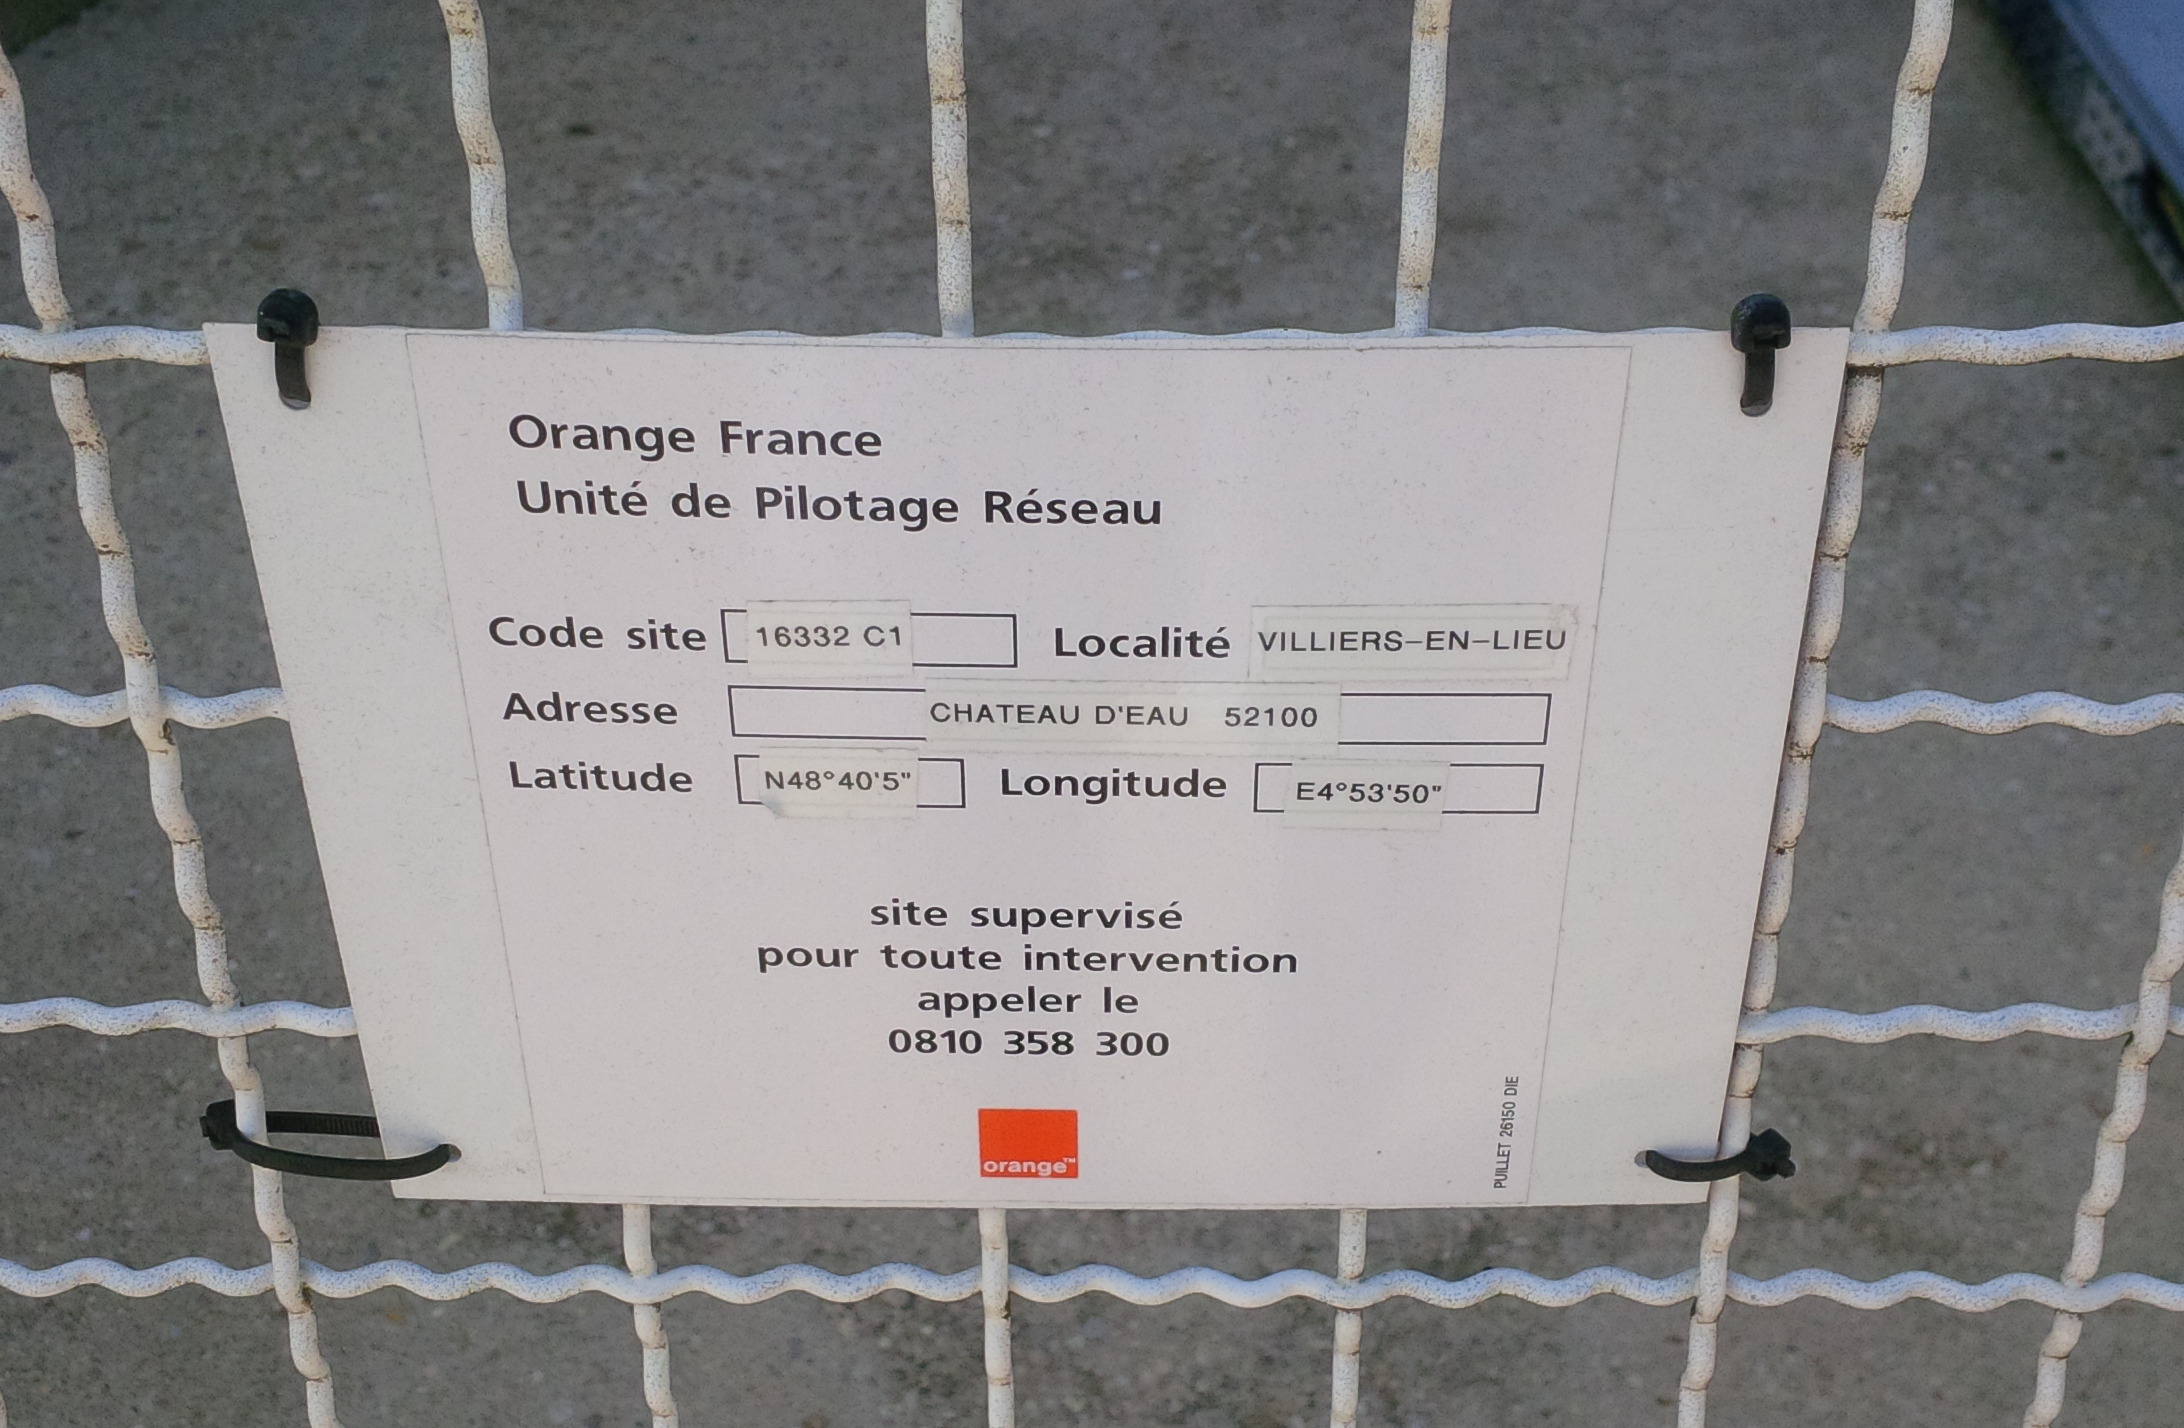 Orange France
Unité de Pilotage Réseau
Code site 16332 C1 Localité VILLIERS-EN-LIEU
Adresse CHATEAU D'EAU 52100
Latitude N48°40'5" Longitude E4°53'50"
site supervisé
pour toute intervention
appeler le
0810 358 300
orange™
PUILLET 26150 DIE